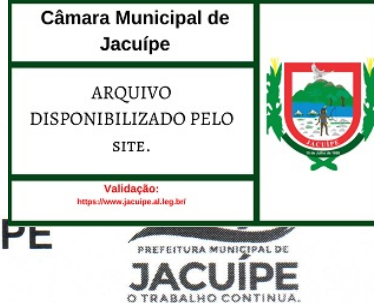 Câmara Municipal de
Jacuípe
ARQUIVO
DISPONIBILIZADO PELO
SITE.
Validação:
https://www.jacuipe.al.leg.br/
JACUÍPE
PE
PREFEITURA MUNICIPAL DE
JACUÍPE
O TRABALHO CONTINUA.